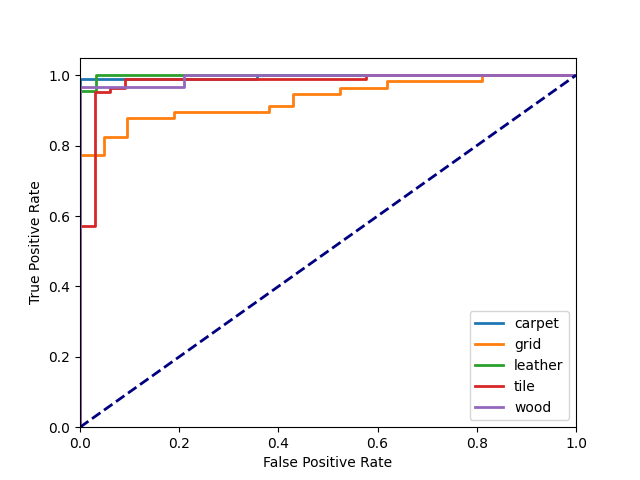 1.0
0.8
0.6
0.4
0.2
0.0
True Positive Rate
0.0 0.2 0.4 0.6 0.8 1.0
False Positive Rate
carpet
grid
leather
tile
wood